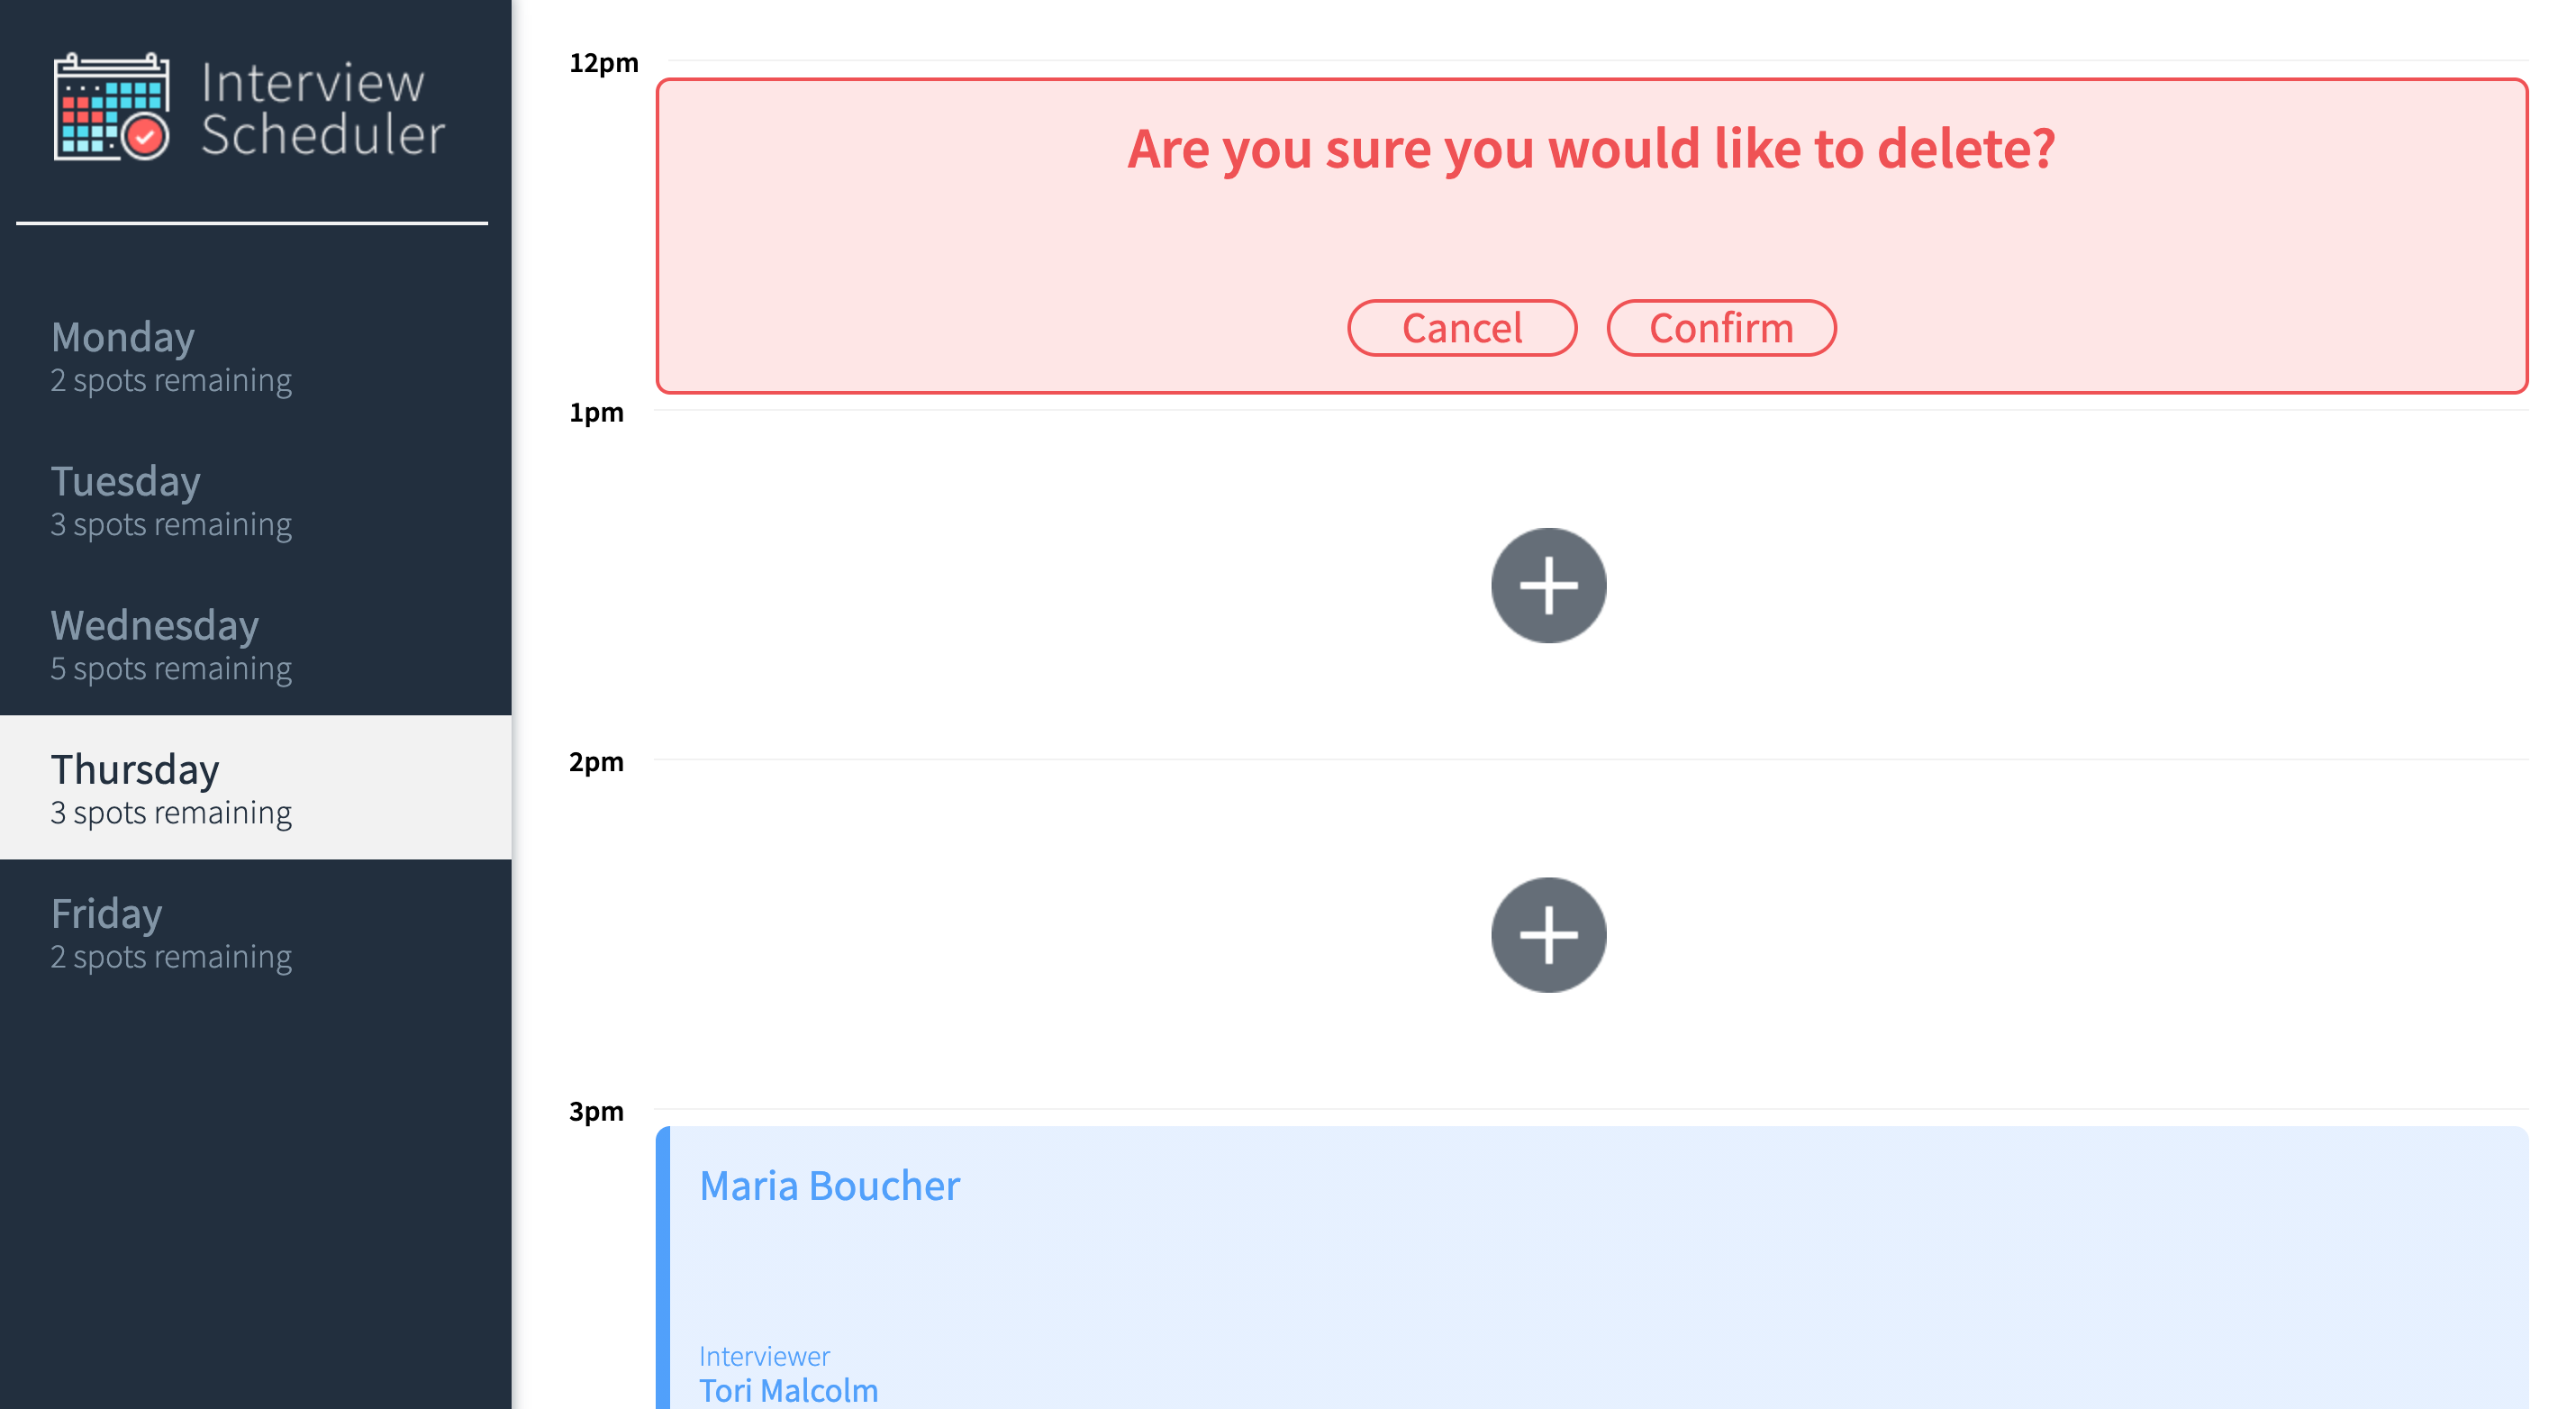 Interview
Scheduler
Monday
2 spots remaining
Tuesday
3 spots remaining
Wednesday
5 spots remaining
Thursday
3 spots remaining
Friday
2 spots remaining
12pm
Are you sure you would like to delete?
Cancel Confirm
1pm
2pm
3pm
Maria Boucher
Interviewer
Tori Malcolm